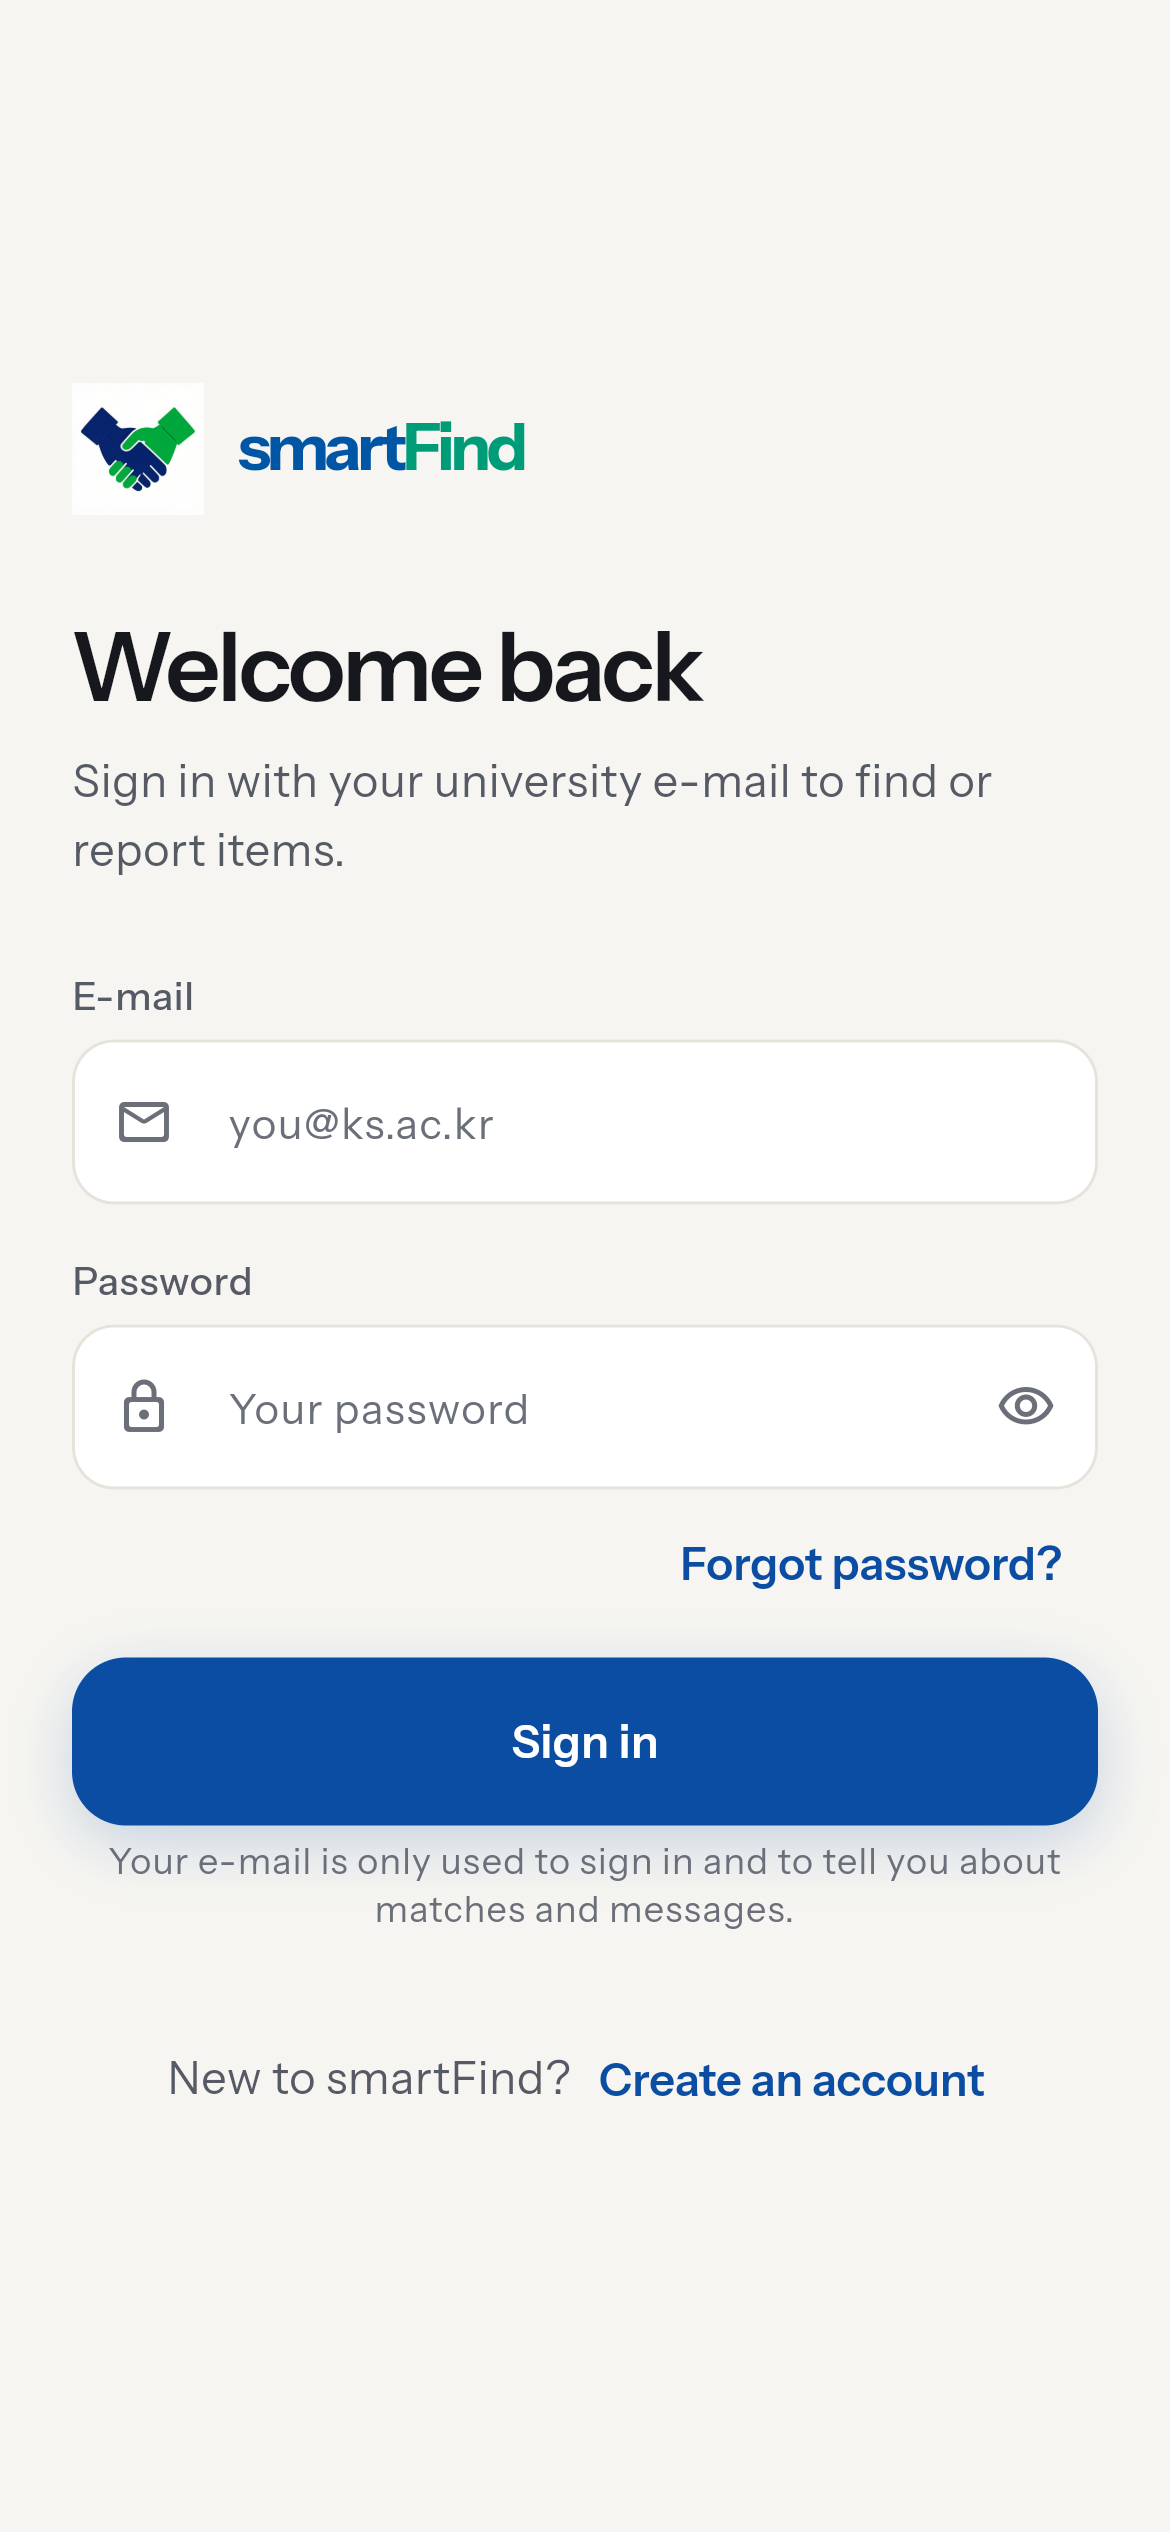 smartFind
Welcome back
Sign in with your university e-mail to find or
report items.
E-mail
you@ks.ac.kr
Password
Your password
Forgot password?
Sign in
Your e-mail is only used to sign in and to tell you about
matches and messages.
New to smartFind? Create an account